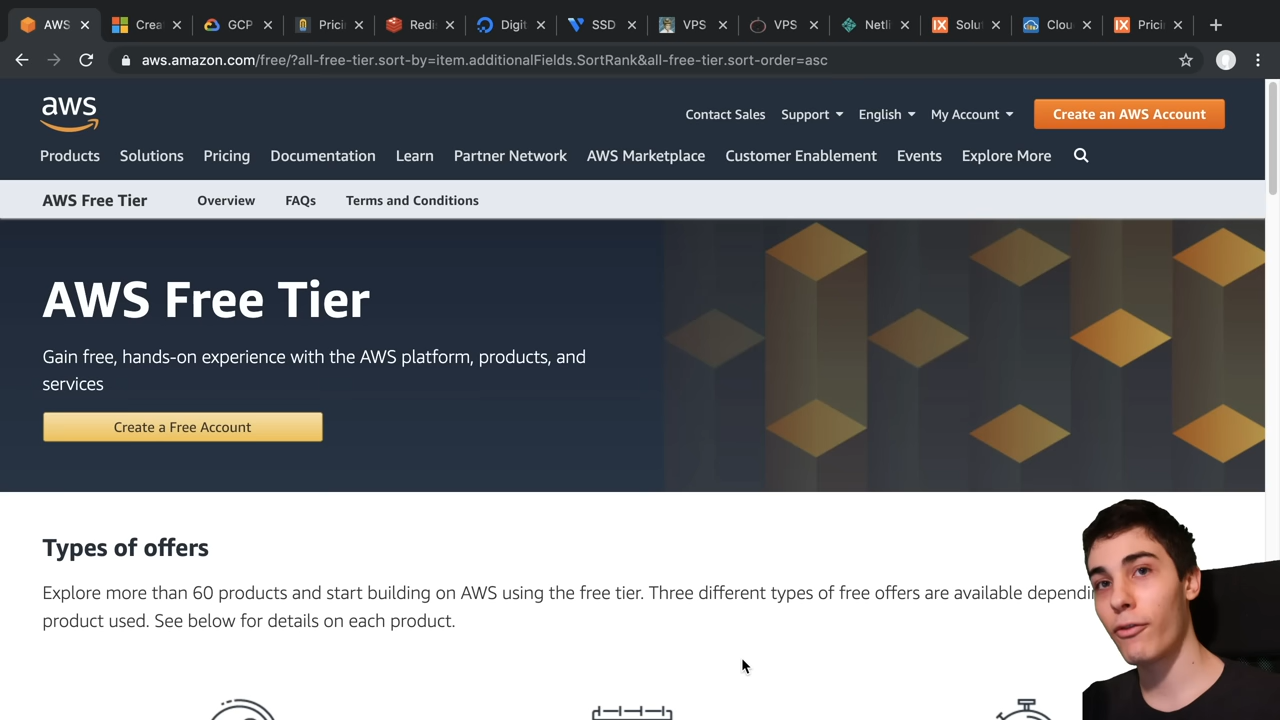 AWS
Crea
GCP
Prici
Redi
Digit
SSD
VPS
VPS
Netli
Solut
Clou
Prici
aws.amazon.com/free/?all-free-tier.sort-by=item.additionalFields.SortRank&all-free-tier.sort-order=asc
aws
Contact Sales Support English My Account Create an AWS Account
Products Solutions Pricing Documentation Learn Partner Network AWS Marketplace Customer Enablement Events Explore More
AWS Free Tier Overview FAQs Terms and Conditions
AWS Free Tier
Gain free, hands-on experience with the AWS platform, products, and
services
Create a Free Account
Types of offers
Explore more than 60 products and start building on AWS using the free tier. Three different types of free offers are available dependi
product used. See below for details on each product.